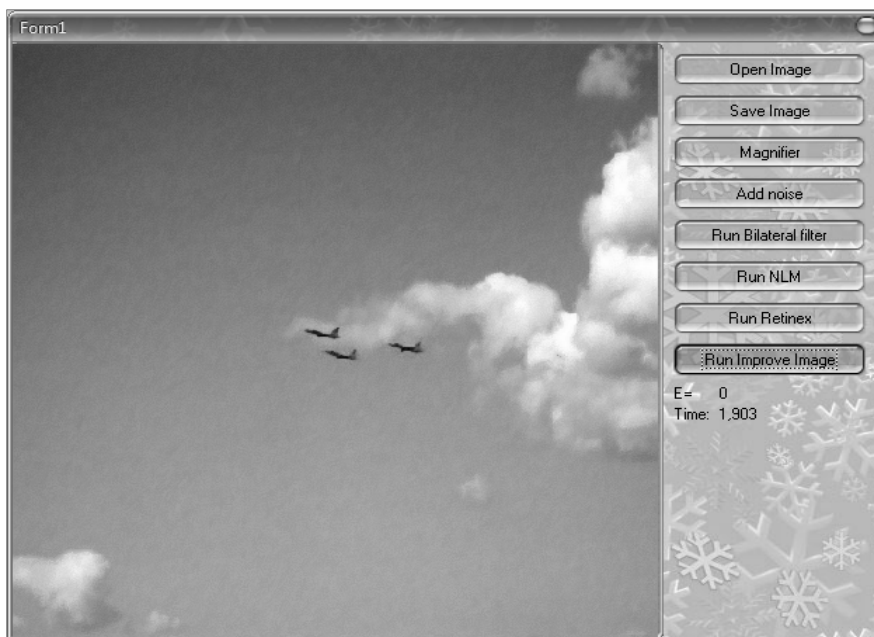 Form1
Open Image
Save Image
Magnifier
Add noise
Run Bilateral filter
Run NLM
Run Retinex
Run Improve Image
E= 0
Time: 1,903